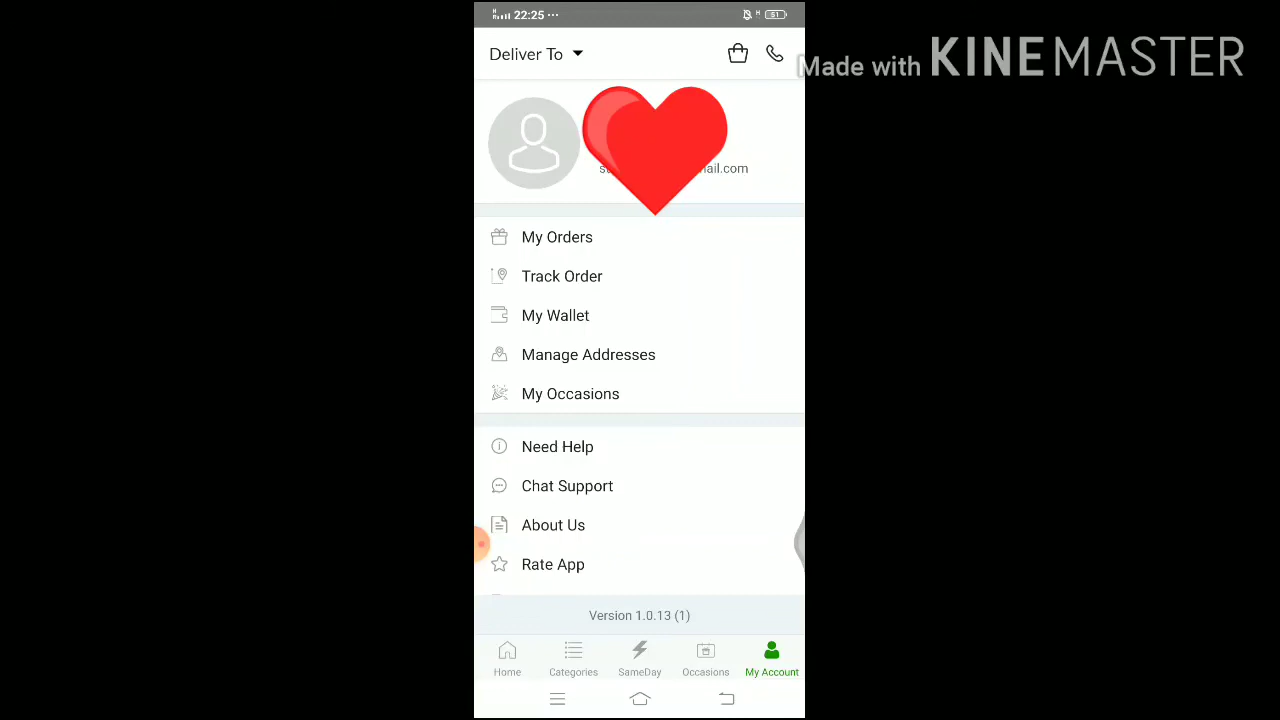 22:25 ··· H 51
Deliver To
Made with KINEMASTER
ail.com
My Orders
Track Order
My Wallet
Manage Addresses
My Occasions
Need Help
Chat Support
About Us
Rate App
Version 1.0.13 (1)
Home Categories SameDay Occasions My Account